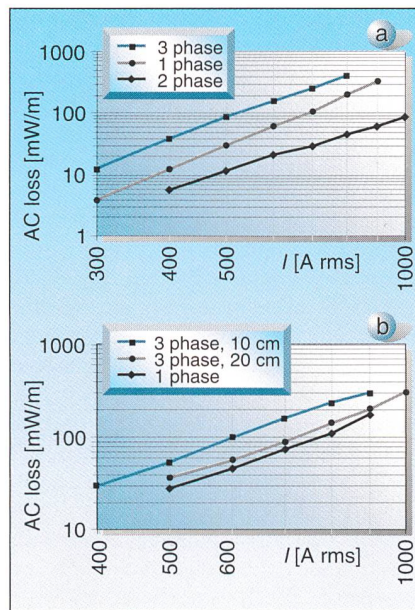 a
3 phase
1 phase
2 phase
AC loss [mW/m]
1000
100
10
1
300
400
500
1000
I [A rms]
b
3 phase, 10 cm
3 phase, 20 cm
1 phase
AC loss [mW/m]
1000
100
10
400
500
600
1000
I [A rms]